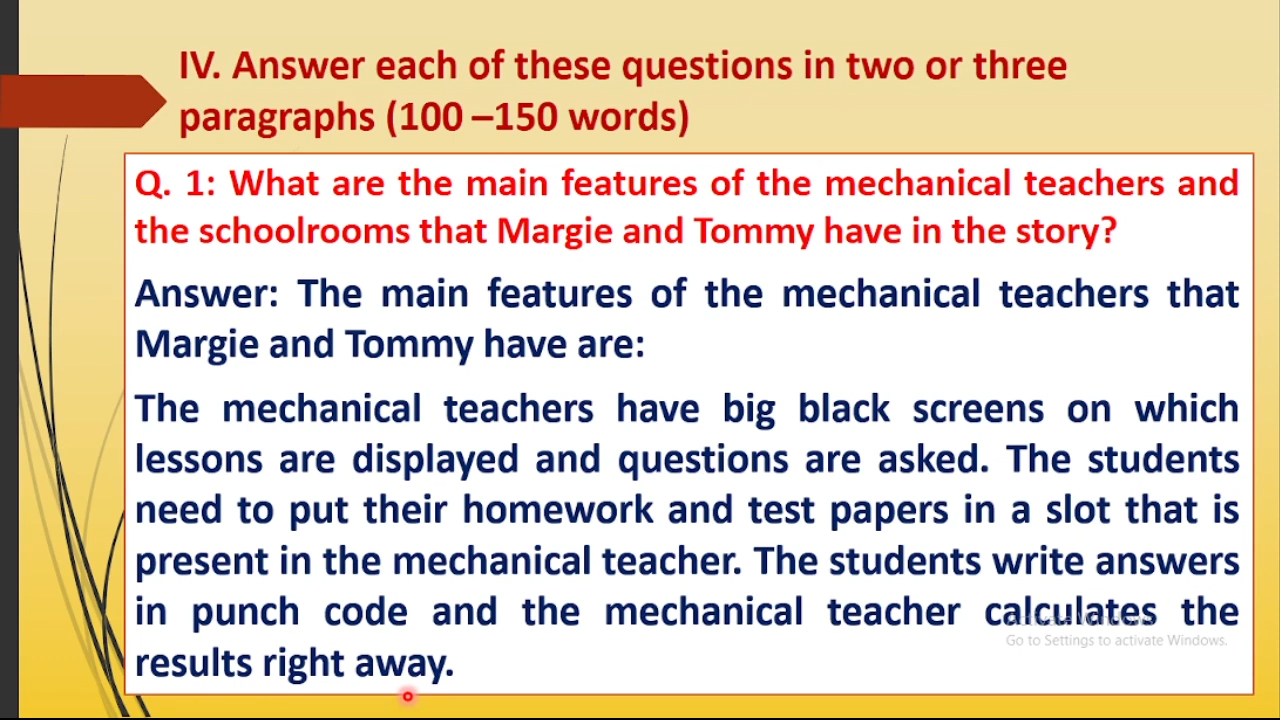 IV. Answer each of these questions in two or three
paragraphs (100 –150 words)
Q. 1: What are the main features of the mechanical teachers and
the schoolrooms that Margie and Tommy have in the story?
Answer: The main features of the mechanical teachers that
Margie and Tommy have are:
The mechanical teachers have big black screens on which
lessons are displayed and questions are asked. The students
need to put their homework and test papers in a slot that is
present in the mechanical teacher. The students write answers
in punch code and the mechanical teacher calculates the
results right away.
Activate Windows
Go to Settings to activate Windows.